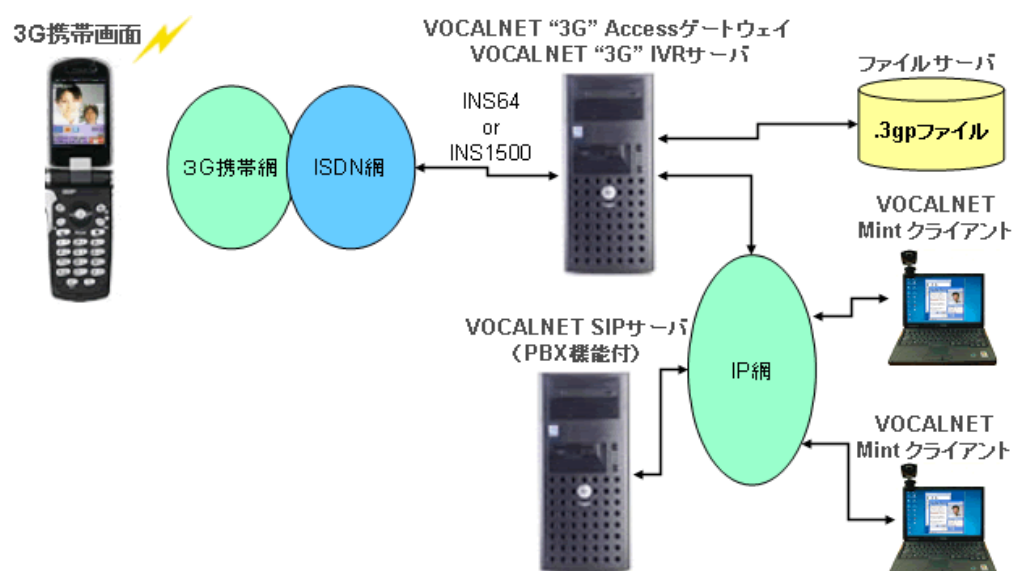 3G携帯画面
VOCALNET “3G” Accessゲートウェイ
VOCALNET “3G” IVRサーバ
ファイルサーバ
.3gpファイル
INS64
or
INS1500
3G携帯網
ISDN網
VOCALNET
Mint クライアント
VOCALNET SIPサーバ
（PBX機能付）
IP網
VOCALNET
Mint クライアント